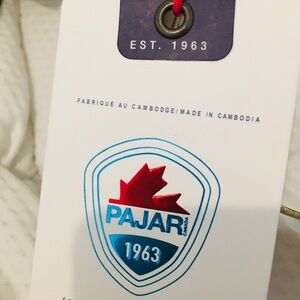 EST. 1963
FABRIQUÉ AU CAMBODGE/MADE IN CAMBODIA
PAJAR
CANADA
1963